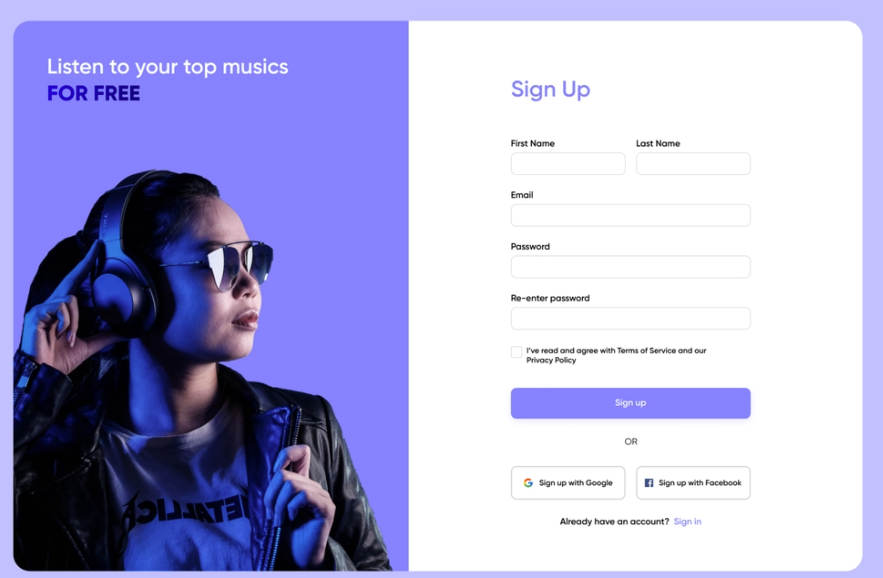 Listen to your top musics
FOR FREE
METALLICA
Sign Up
First Name
Last Name
Email
Password
Re-enter password
I've read and agree with Terms of Service and our
Privacy Policy
Sign up
OR
Sign up with Google
Sign up with Facebook
Already have an account? Sign in